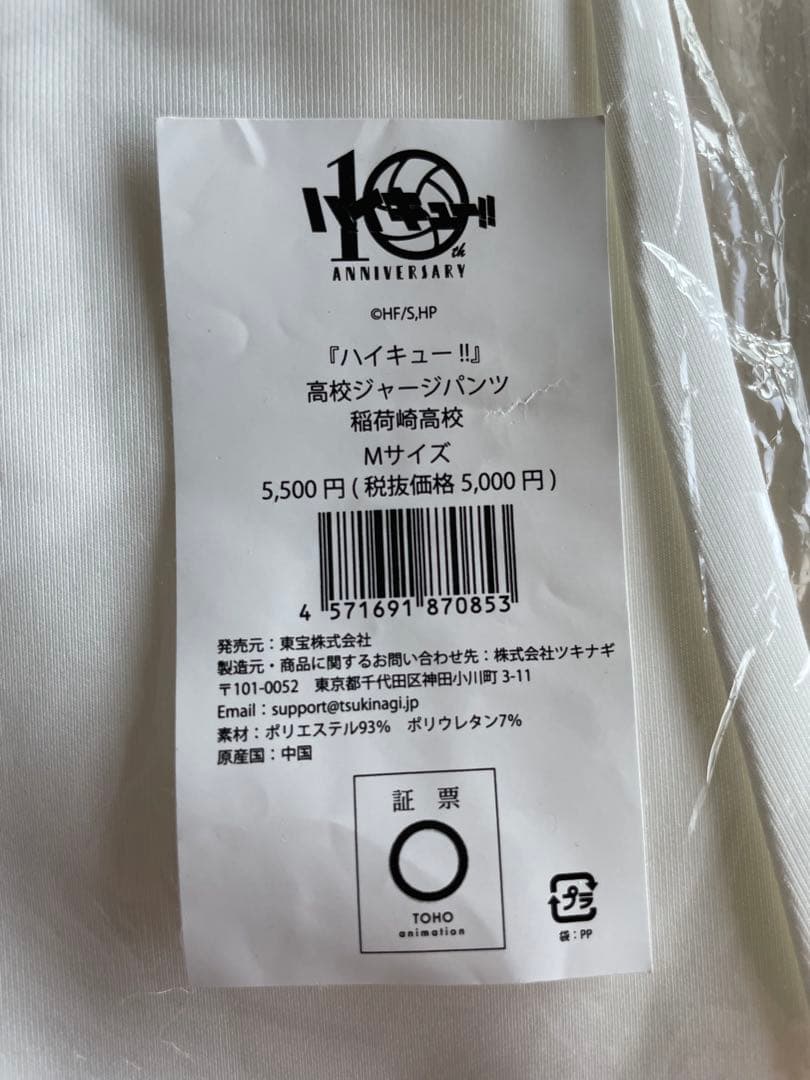 10th
ハイキュー!!
ANNIVERSARY
©HF/S,HP
『ハイキュー!!』
高校ジャージパンツ
稲荷崎高校
Mサイズ
5,500円(税抜価格5,000円)
4 571691 870853
発売元：東宝株式会社
製造元・商品に関するお問い合わせ先：株式会社ツキナギ
〒101-0052 東京都千代田区神田小川町3-11
Email：support@tsukinagi.jp
素材：ポリエステル93% ポリウレタン7%
原産国：中国
証票
TOHO
animation
プラ
袋：PP